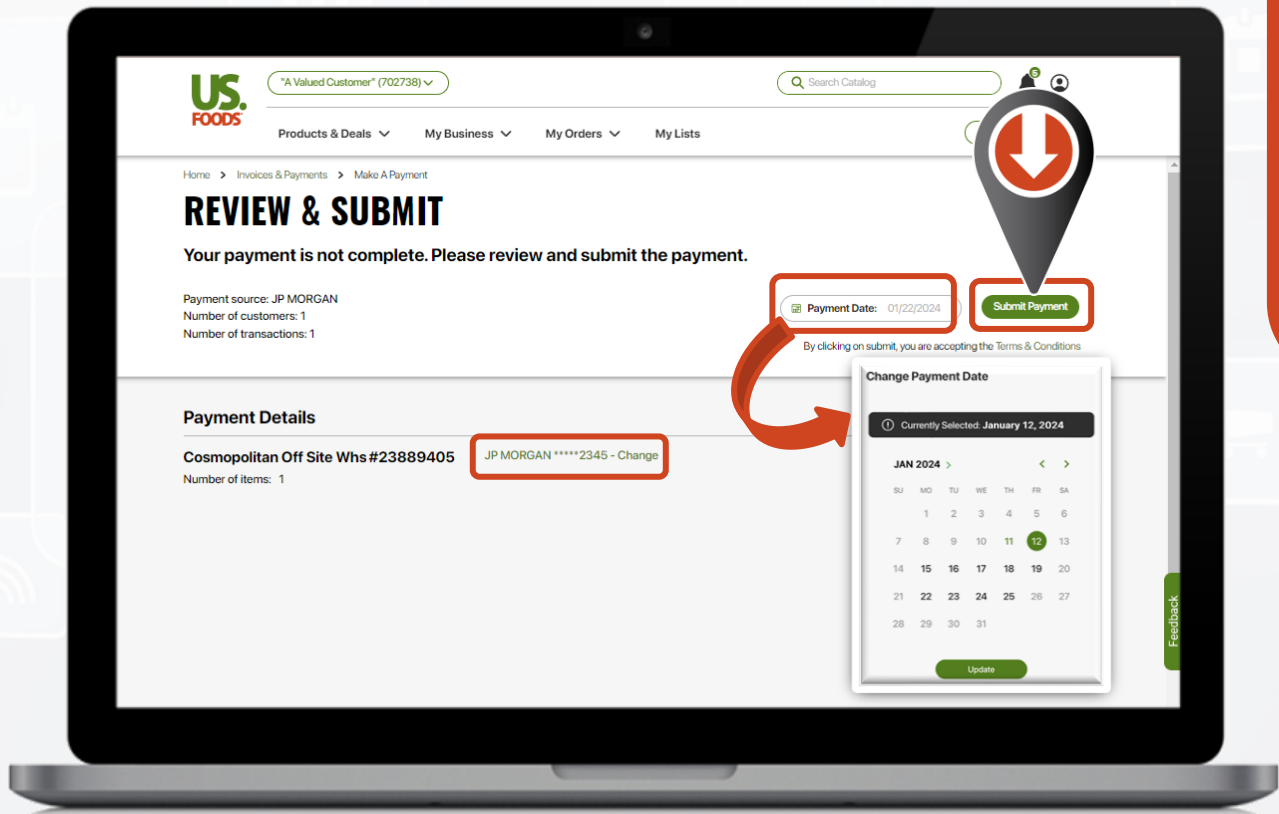 US.
FOODS
"A Valued Customer" (702738)
Search Catalog
5
Products & Deals
My Business
My Orders
My Lists
Home > Invoices & Payments > Make A Payment
REVIEW & SUBMIT
Your payment is not complete. Please review and submit the payment.
Payment source: JP MORGAN
Number of customers: 1
Number of transactions: 1
Payment Date: 01/22/2024
Submit Payment
By clicking on submit, you are accepting the Terms & Conditions
Payment Details
Cosmopolitan Off Site Whs #23889405
JP MORGAN *****2345 - Change
Number of items: 1
Change Payment Date
Currently Selected: January 12, 2024
JAN 2024 > < >
SU MO TU WE TH FR SA
1 2 3 4 5 6
7 8 9 10 11 12 13
14 15 16 17 18 19 20
21 22 23 24 25 26 27
28 29 30 31
Update
Feedback